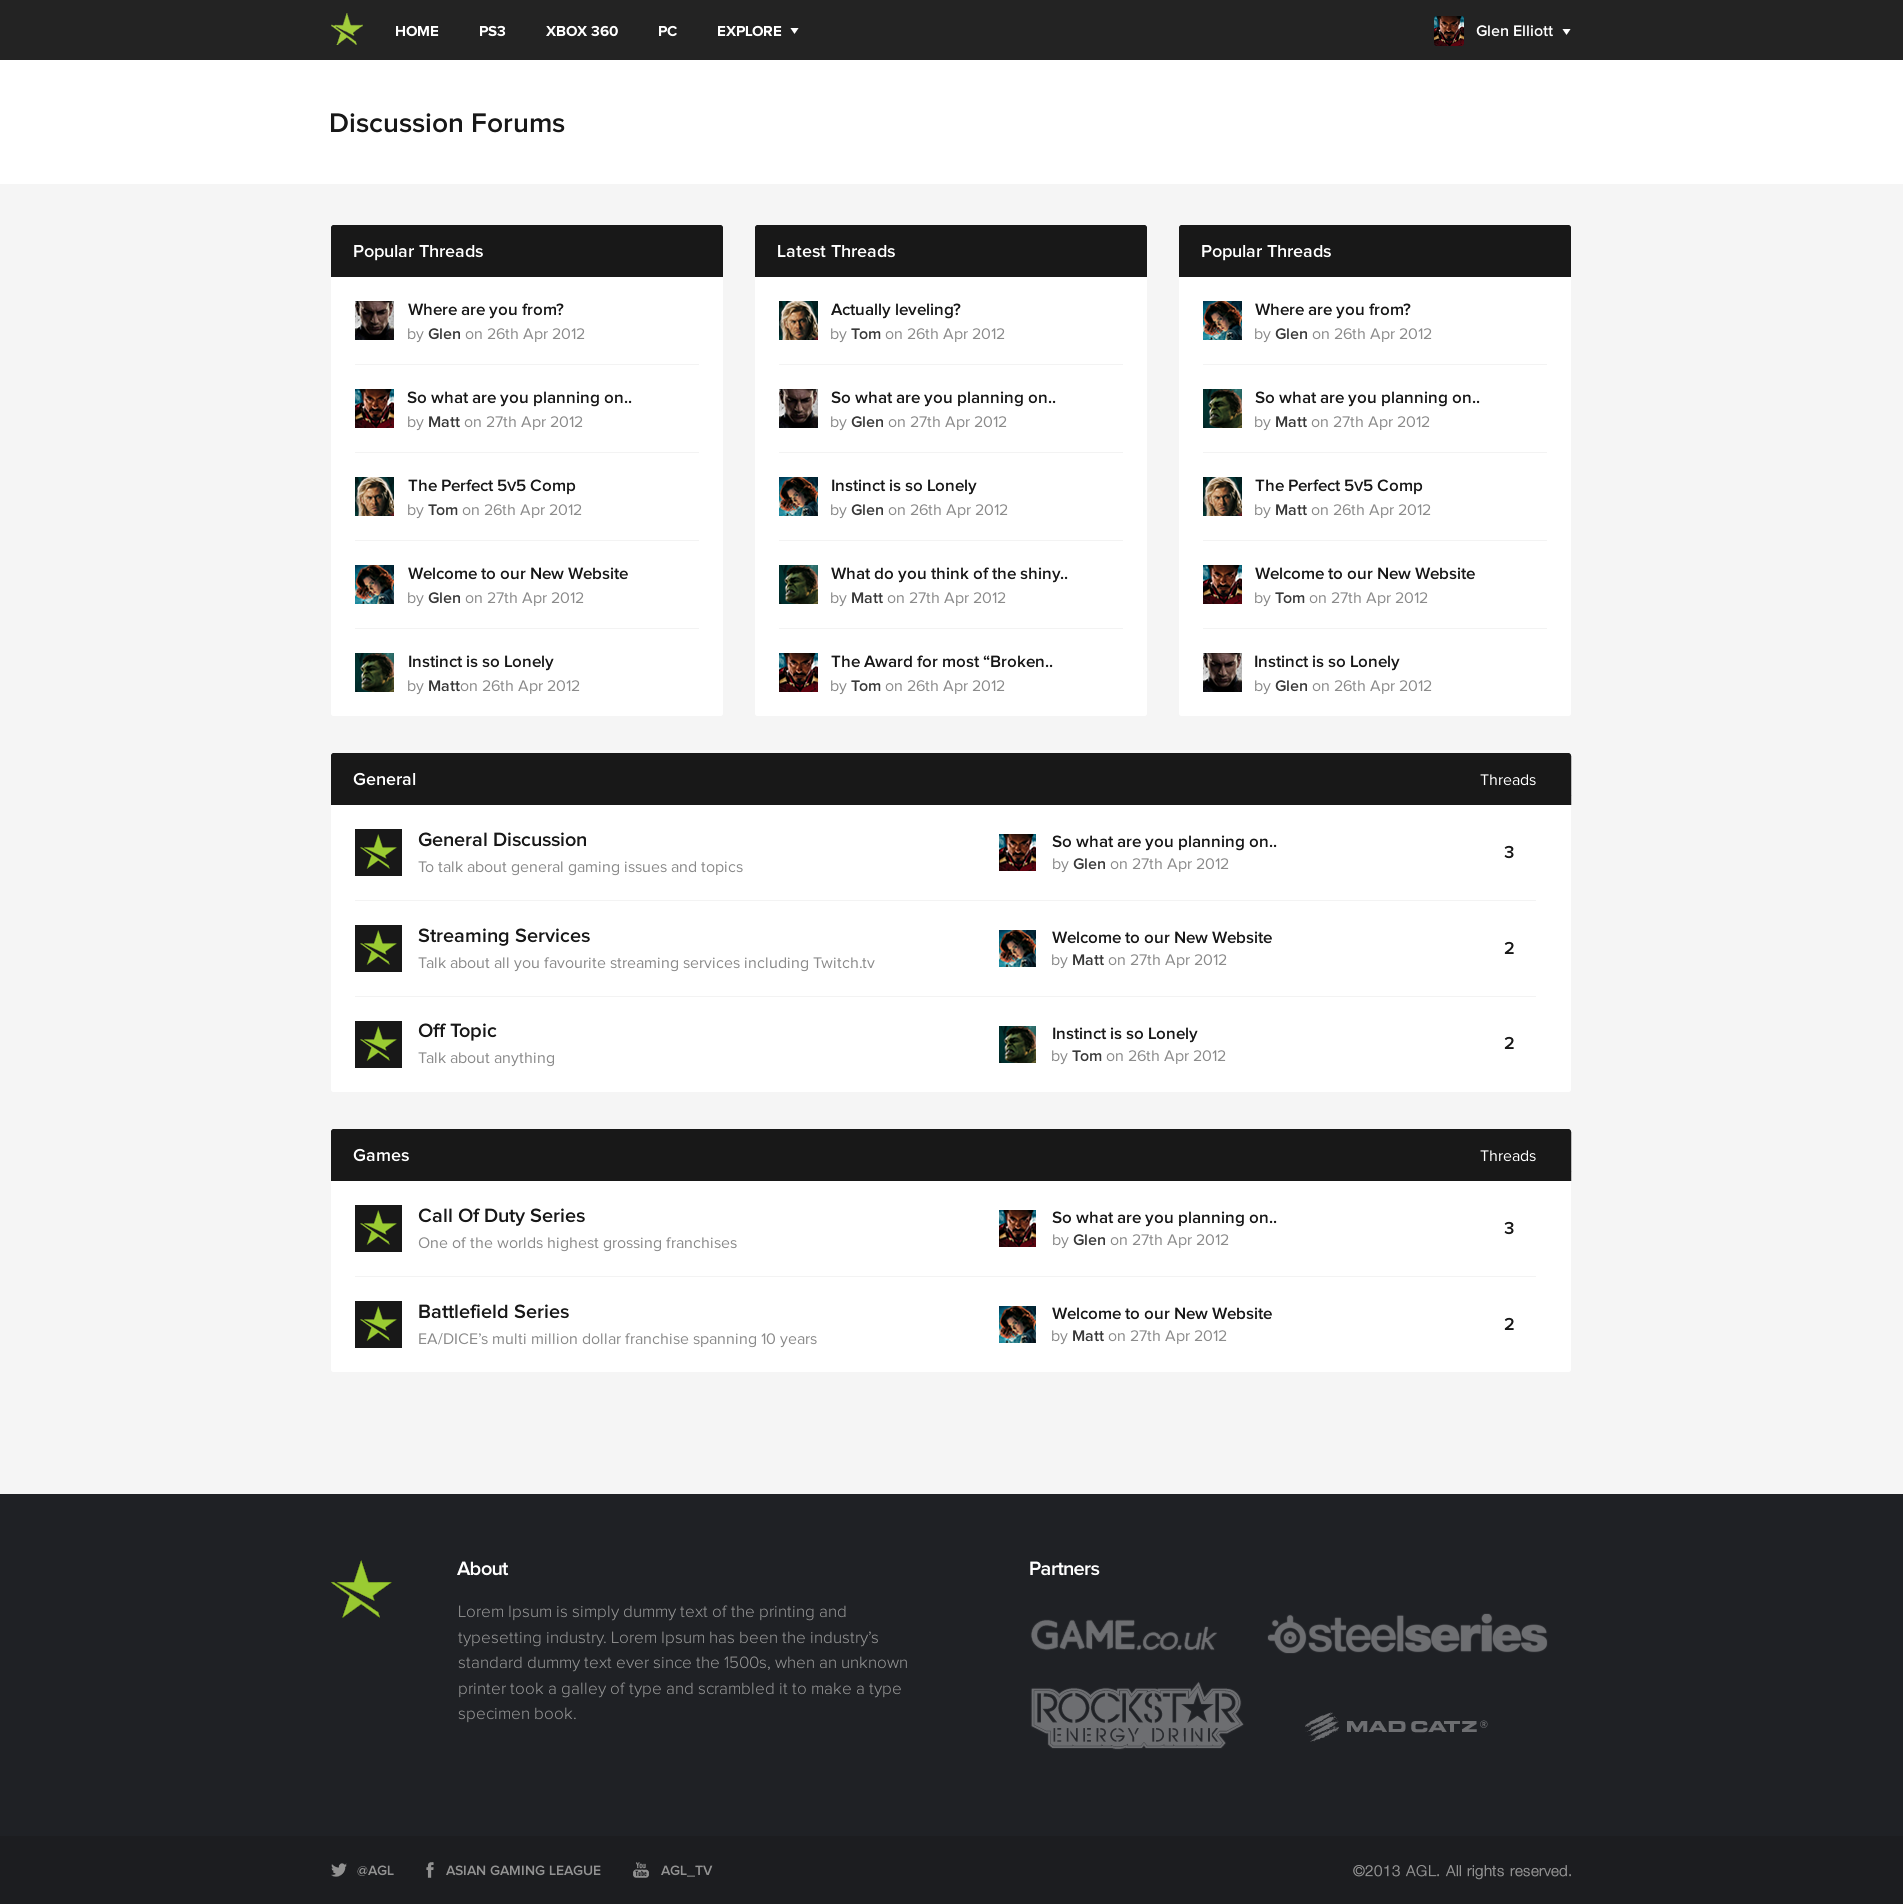 HOME PS3 XBOX 360 PC EXPLORE Glen Elliott
Discussion Forums
Popular Threads
Where are you from?
by Glen on 26th Apr 2012
So what are you planning on..
by Matt on 27th Apr 2012
The Perfect 5v5 Comp
by Tom on 26th Apr 2012
Welcome to our New Website
by Glen on 27th Apr 2012
Instinct is so Lonely
by Matton 26th Apr 2012
Latest Threads
Actually leveling?
by Tom on 26th Apr 2012
So what are you planning on..
by Glen on 27th Apr 2012
Instinct is so Lonely
by Glen on 26th Apr 2012
What do you think of the shiny..
by Matt on 27th Apr 2012
The Award for most “Broken..
by Tom on 26th Apr 2012
Popular Threads
Where are you from?
by Glen on 26th Apr 2012
So what are you planning on..
by Matt on 27th Apr 2012
The Perfect 5v5 Comp
by Matt on 26th Apr 2012
Welcome to our New Website
by Tom on 27th Apr 2012
Instinct is so Lonely
by Glen on 26th Apr 2012
General Threads
General Discussion
To talk about general gaming issues and topics
So what are you planning on..
by Glen on 27th Apr 2012
3
Streaming Services
Talk about all you favourite streaming services including Twitch.tv
Welcome to our New Website
by Matt on 27th Apr 2012
2
Off Topic
Talk about anything
Instinct is so Lonely
by Tom on 26th Apr 2012
2
Games Threads
Call Of Duty Series
One of the worlds highest grossing franchises
So what are you planning on..
by Glen on 27th Apr 2012
3
Battlefield Series
EA/DICE’s multi million dollar franchise spanning 10 years
Welcome to our New Website
by Matt on 27th Apr 2012
2
About
Lorem Ipsum is simply dummy text of the printing and
typesetting industry. Lorem Ipsum has been the industry’s
standard dummy text ever since the 1500s, when an unknown
printer took a galley of type and scrambled it to make a type
specimen book.
Partners
GAME.co.uk
steelseries
ROCKSTAR
ENERGY DRINK
MAD CATZ®
@AGL ASIAN GAMING LEAGUE You Tube AGL_TV
©2013 AGL. All rights reserved.